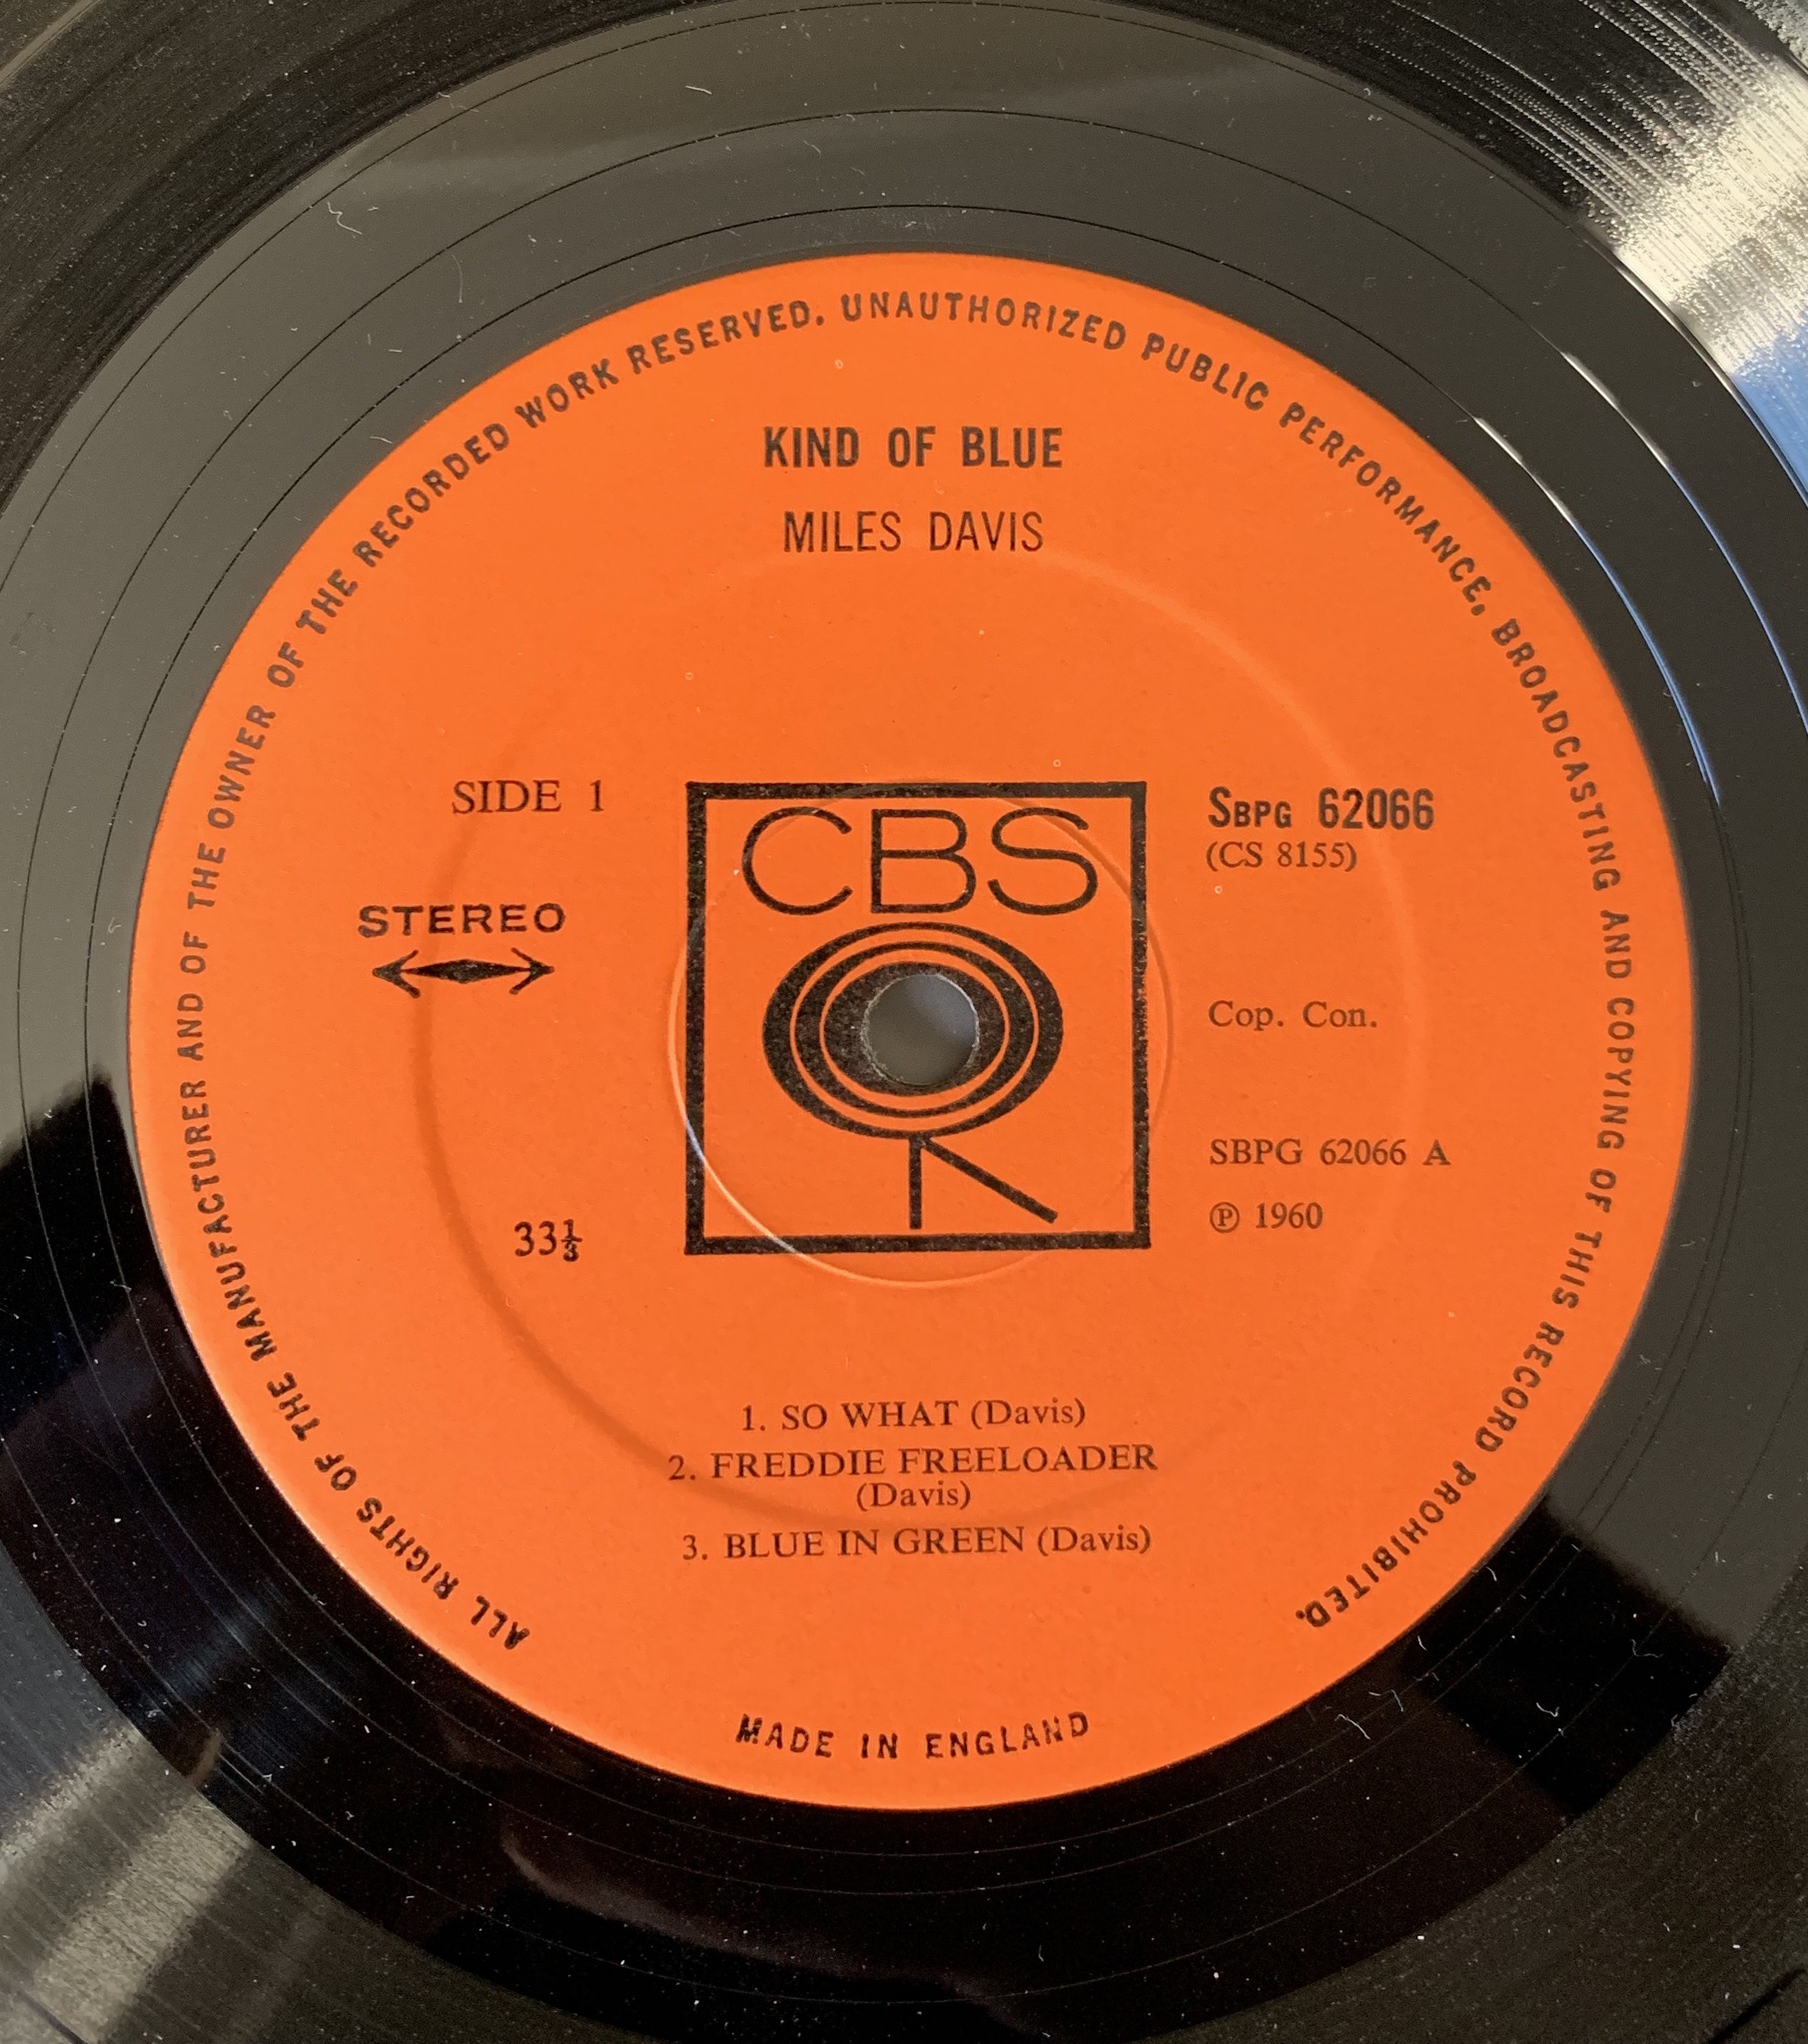 ALL RIGHTS OF THE MANUFACTURER AND OF THE OWNER OF THE RECORDED WORK RESERVED. UNAUTHORIZED PUBLIC PERFORMANCE, BROADCASTING AND COPYING OF THIS RECORD PROHIBITED.
KIND OF BLUE
MILES DAVIS
SIDE 1
STEREO
33⅓
CBS
SBPG 62066
(CS 8155)
Cop. Con.
SBPG 62066 A
℗ 1960
1. SO WHAT (Davis)
2. FREDDIE FREELOADER
(Davis)
3. BLUE IN GREEN (Davis)
MADE IN ENGLAND